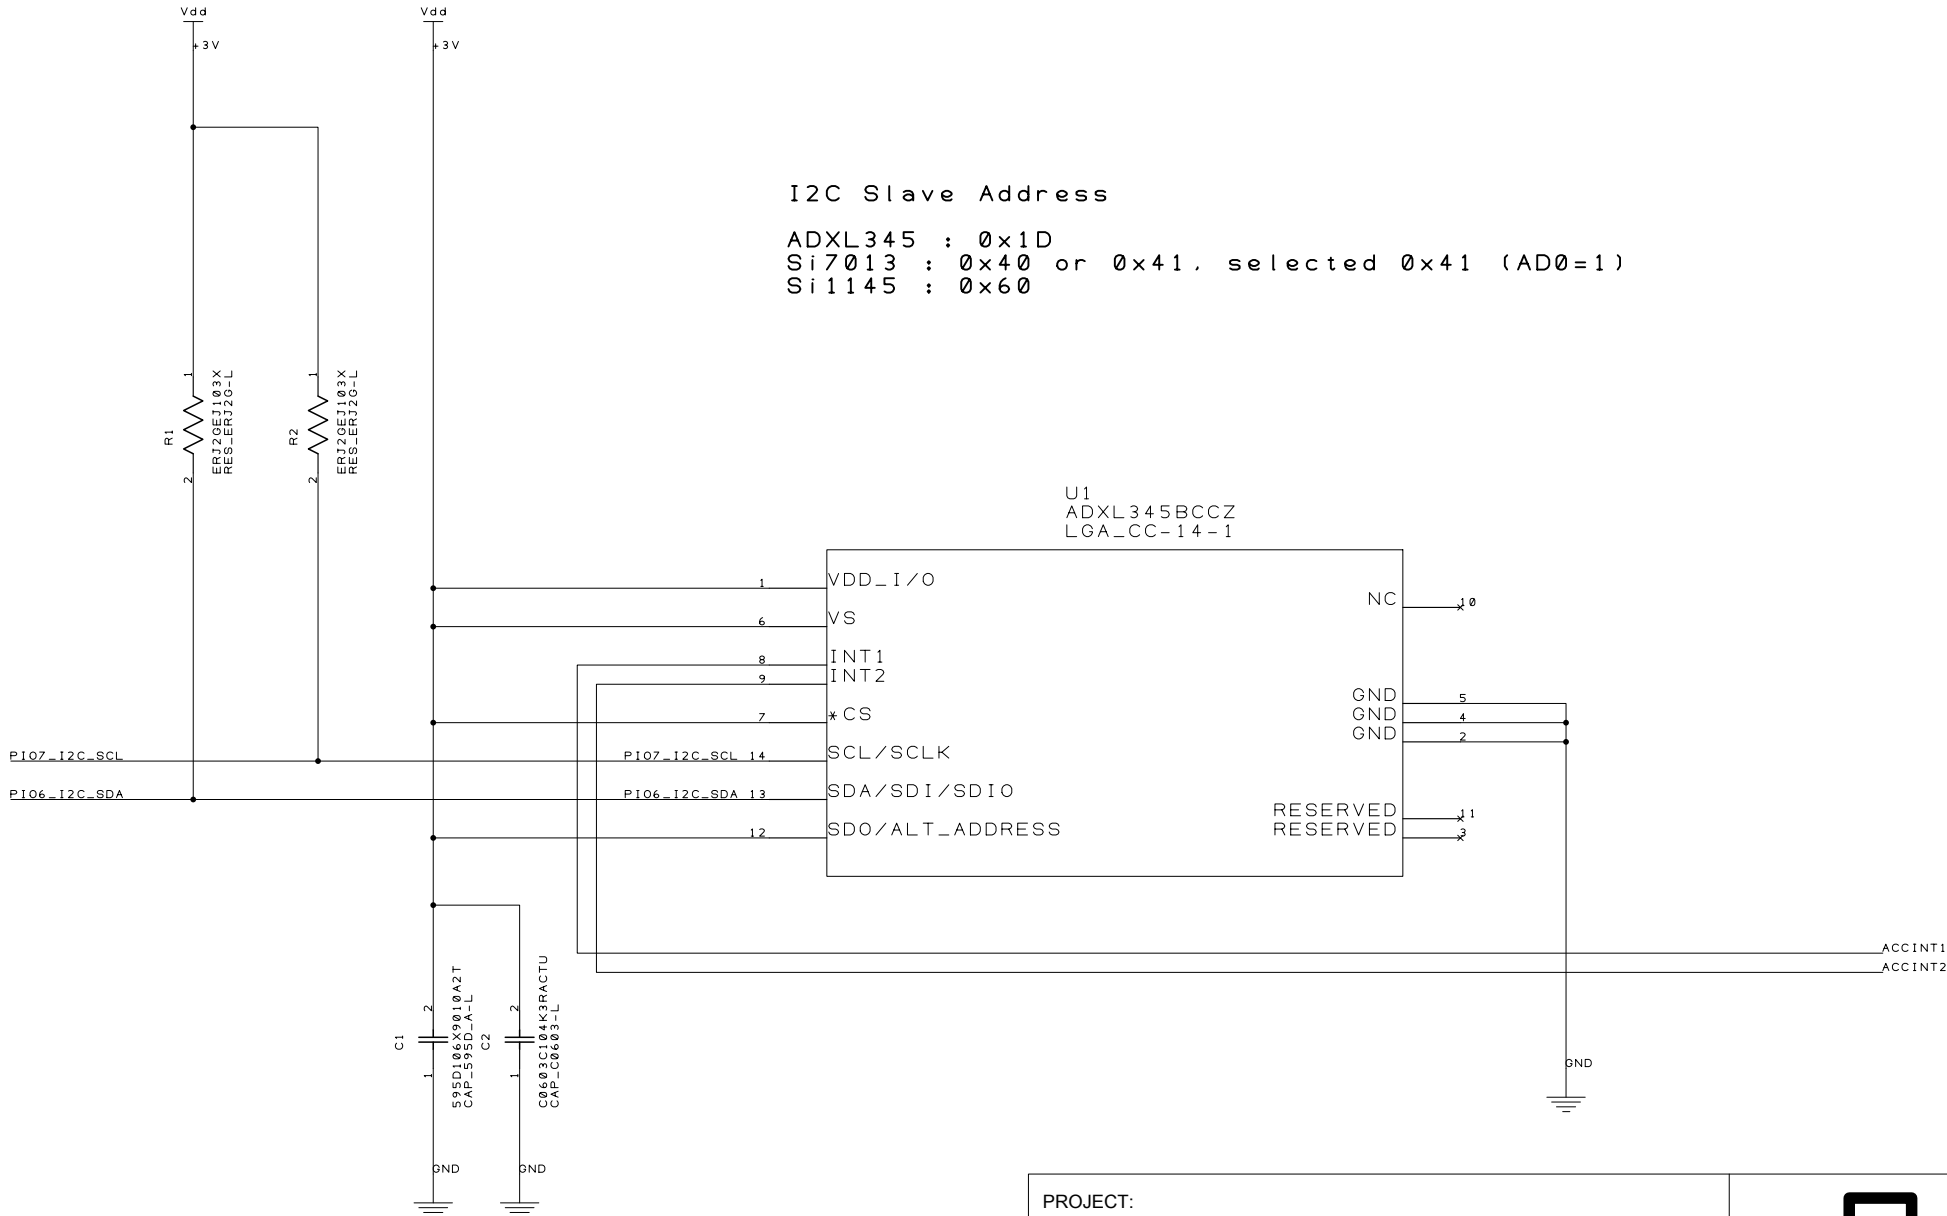 Vdd
+3V
Vdd
+3V
I2C Slave Address
ADXL345 : 0x1D
Si7013 : 0x40 or 0x41. selected 0x41 (AD0=1)
Si1145 : 0x60
1
R1
2
ERJ2GEJ103X
RES_ERJ2G-L
1
R2
2
ERJ2GEJ103X
RES_ERJ2G-L
U1
ADXL345BCCZ
LGA_CC-14-1
1 VDD_I/O
NC 10
6 VS
8 INT1
9 INT2
GND 5
7 *CS
GND 4
GND 2
PIO7_I2C_SCL
PIO7_I2C_SCL 14 SCL/SCLK
PIO6_I2C_SDA
PIO6_I2C_SDA 13 SDA/SDI/SDIO
RESERVED 11
12 SDO/ALT_ADDRESS
RESERVED 3
ACCINT1
ACCINT2
2
C1
1
595D106X9010A2T
CAP_595D_A-L
2
C2
1
C0603C104K3RACTU
CAP_C0603-L
GND
GND
GND
PROJECT: